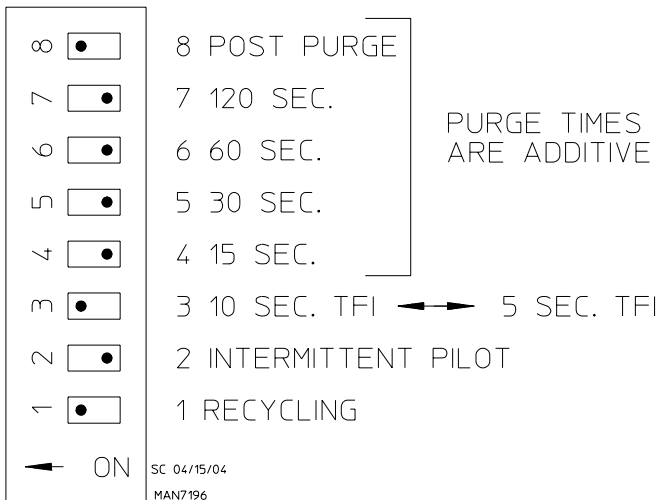 8 8 POST PURGE
7 7 120 SEC.
6 6 60 SEC.
5 5 30 SEC.
4 4 15 SEC.
PURGE TIMES
ARE ADDITIVE
3 3 10 SEC. TFI 5 SEC. TFI
2 2 INTERMITTENT PILOT
1 1 RECYCLING
ON SC 04/15/04
MAN7196